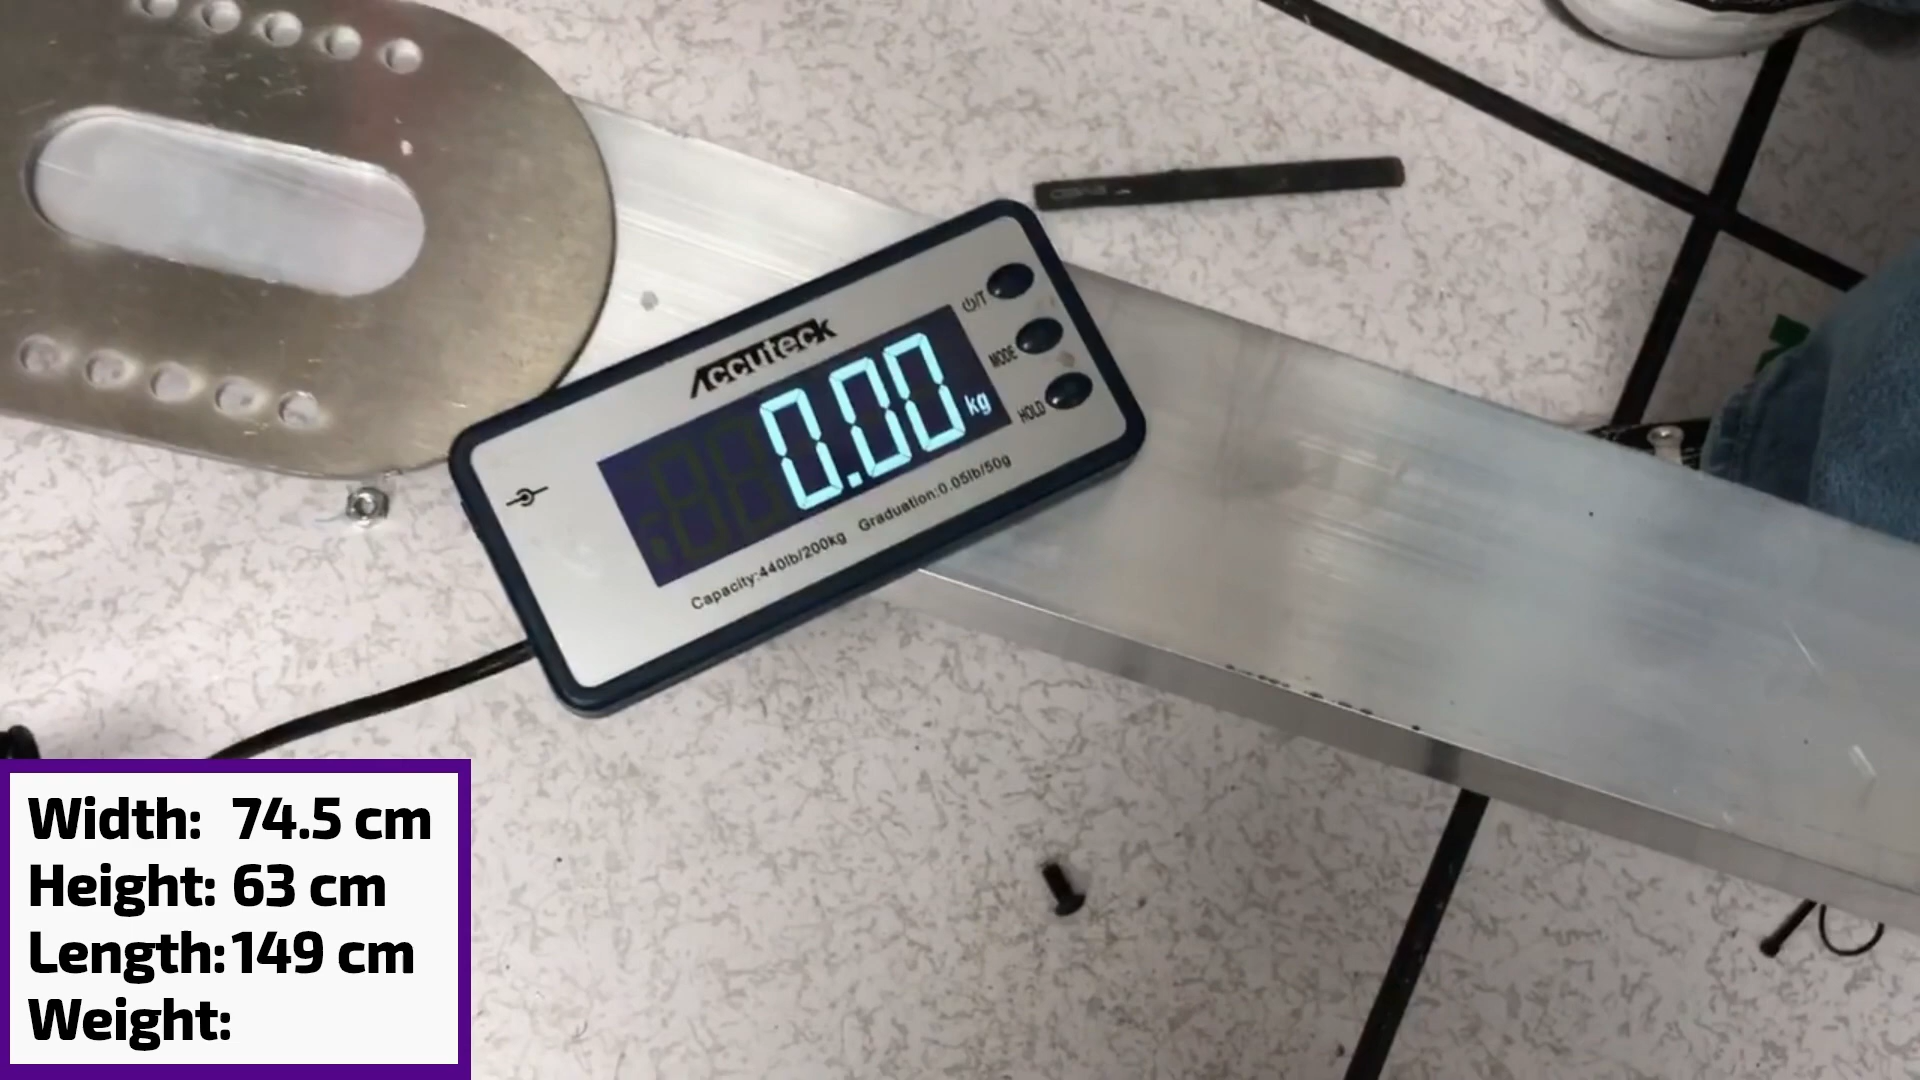 Accuteck
0.00 kg
⏻/T
MODE
HOLD
Capacity:440lb/200kg Graduation:0.05lb/50g
Width: 74.5 cm
Height: 63 cm
Length: 149 cm
Weight: